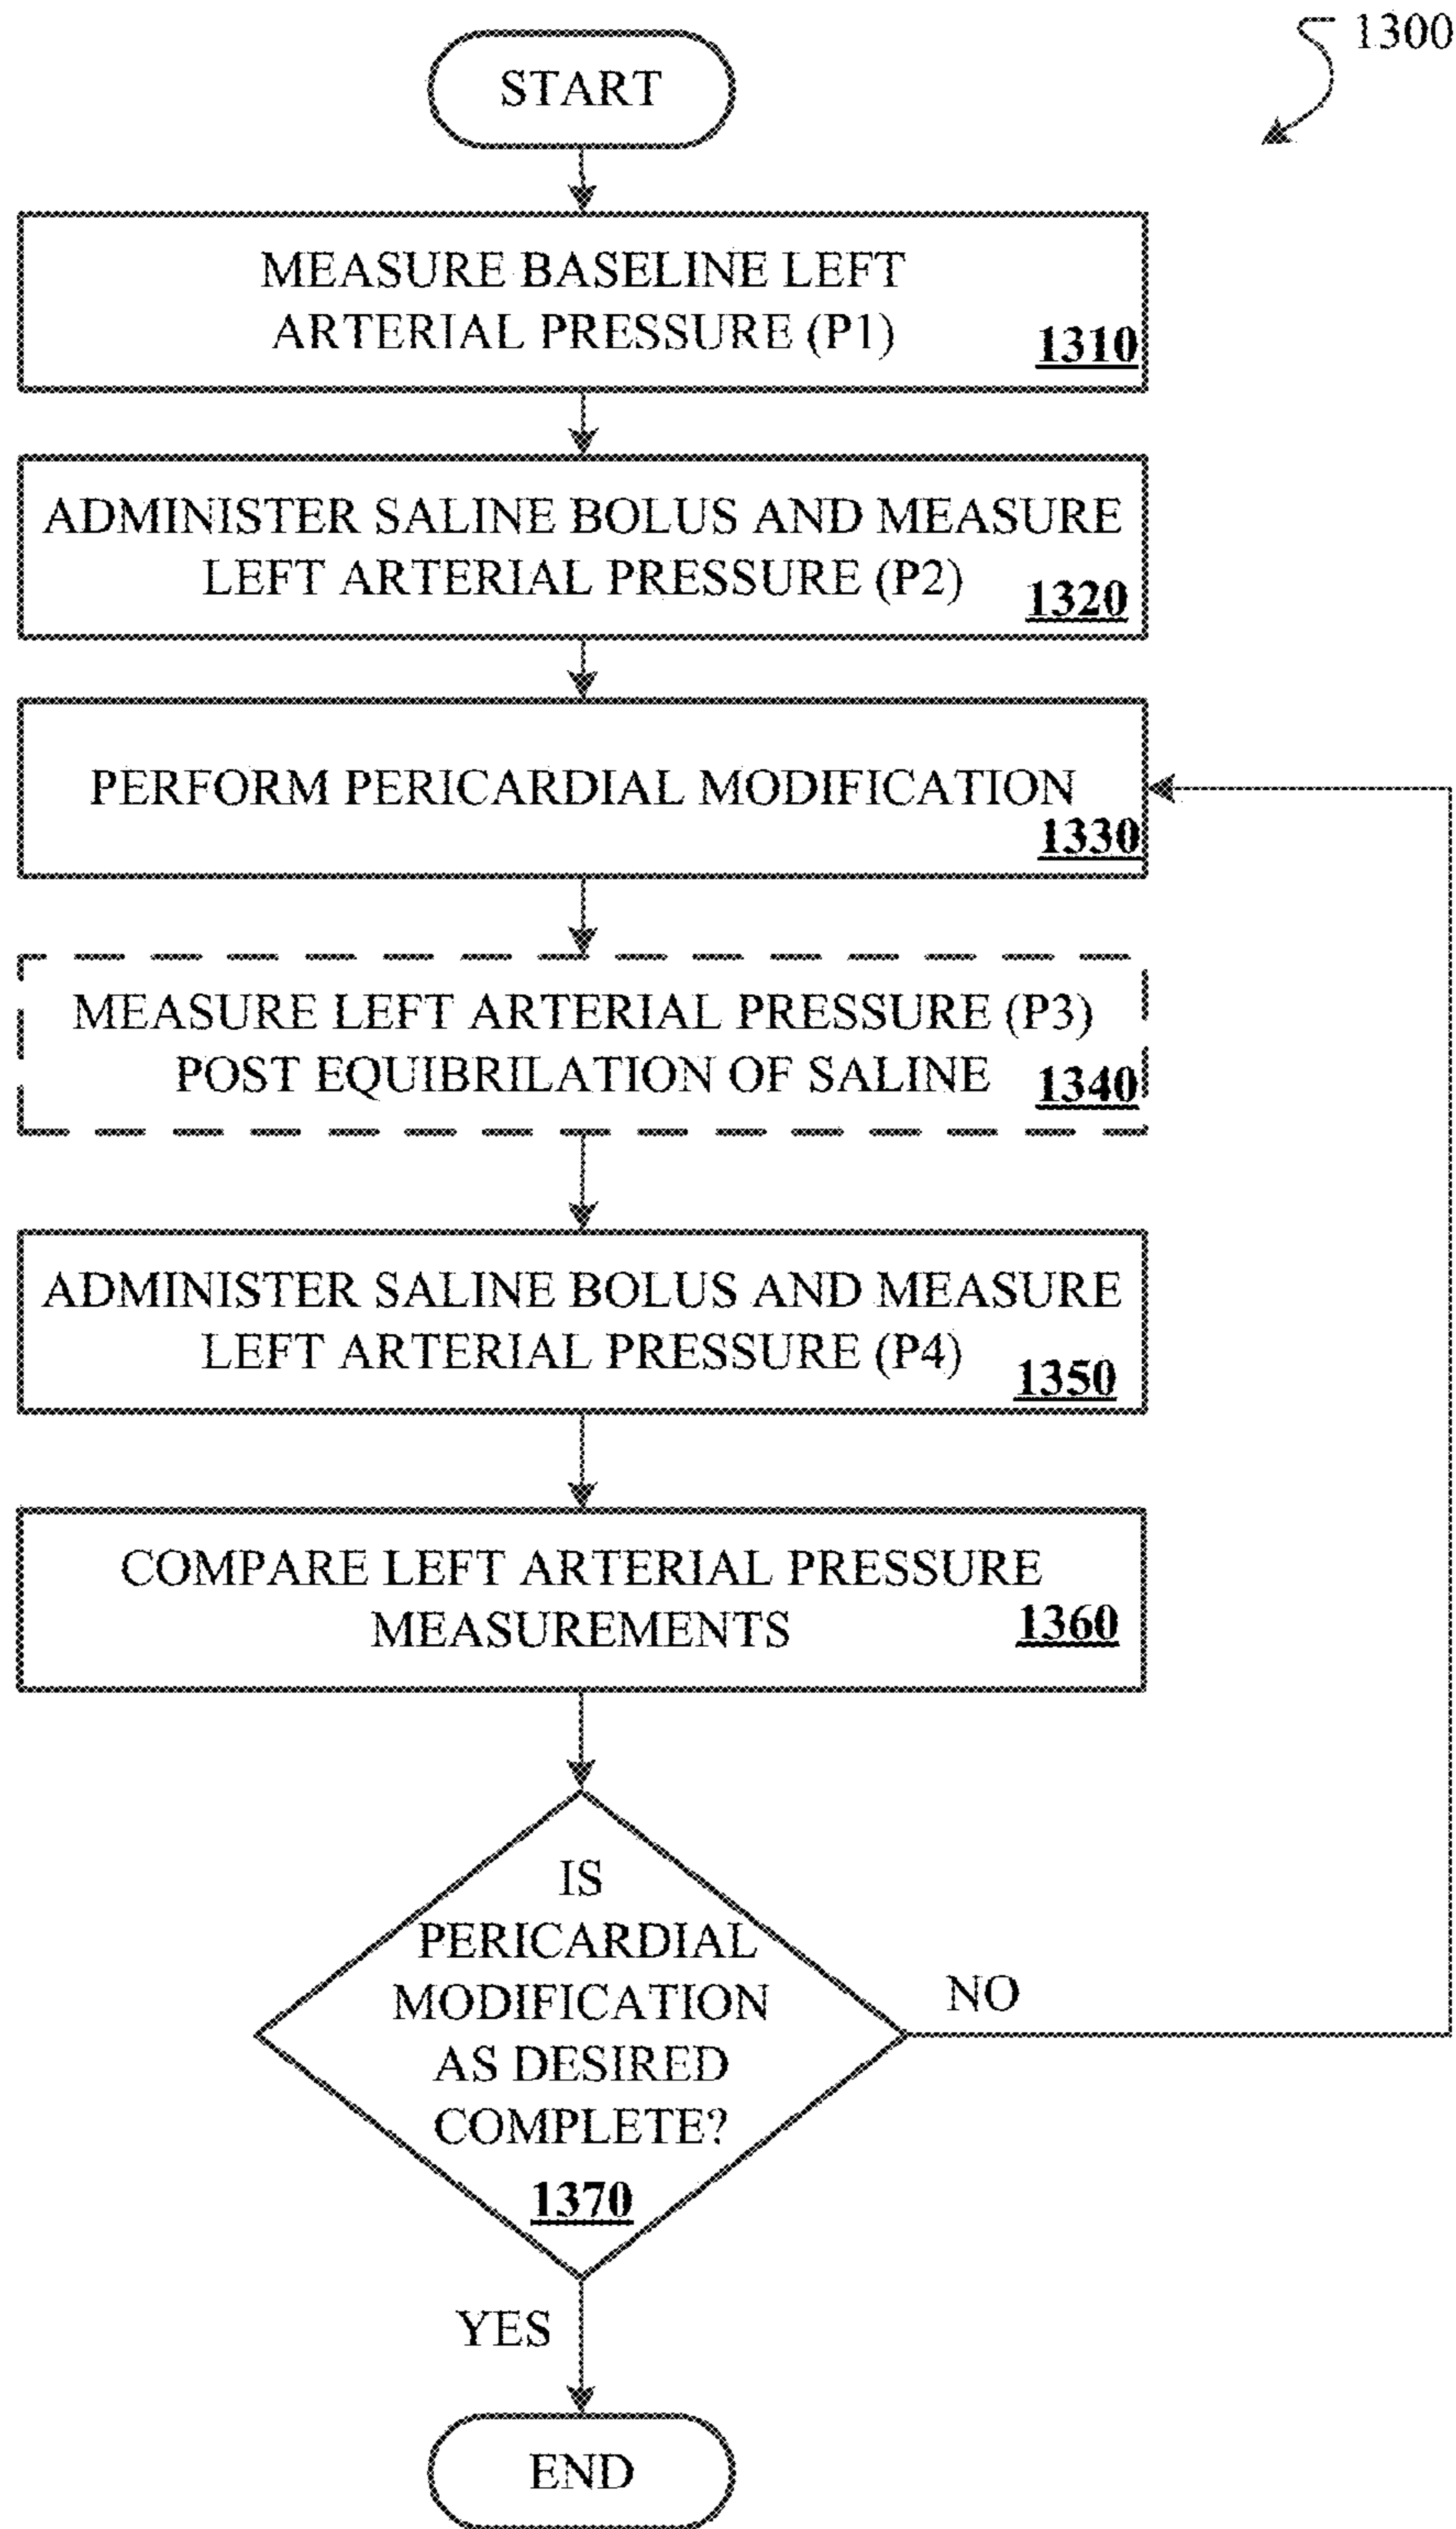 1300
START
MEASURE BASELINE LEFT
ARTERIAL PRESSURE (P1)
1310
ADMINISTER SALINE BOLUS AND MEASURE
LEFT ARTERIAL PRESSURE (P2)
1320
PERFORM PERICARDIAL MODIFICATION
1330
MEASURE LEFT ARTERIAL PRESSURE (P3)
POST EQUIBRILATION OF SALINE
1340
ADMINISTER SALINE BOLUS AND MEASURE
LEFT ARTERIAL PRESSURE (P4)
1350
COMPARE LEFT ARTERIAL PRESSURE
MEASUREMENTS
1360
IS
PERICARDIAL
MODIFICATION
AS DESIRED
COMPLETE?
1370
NO
YES
END